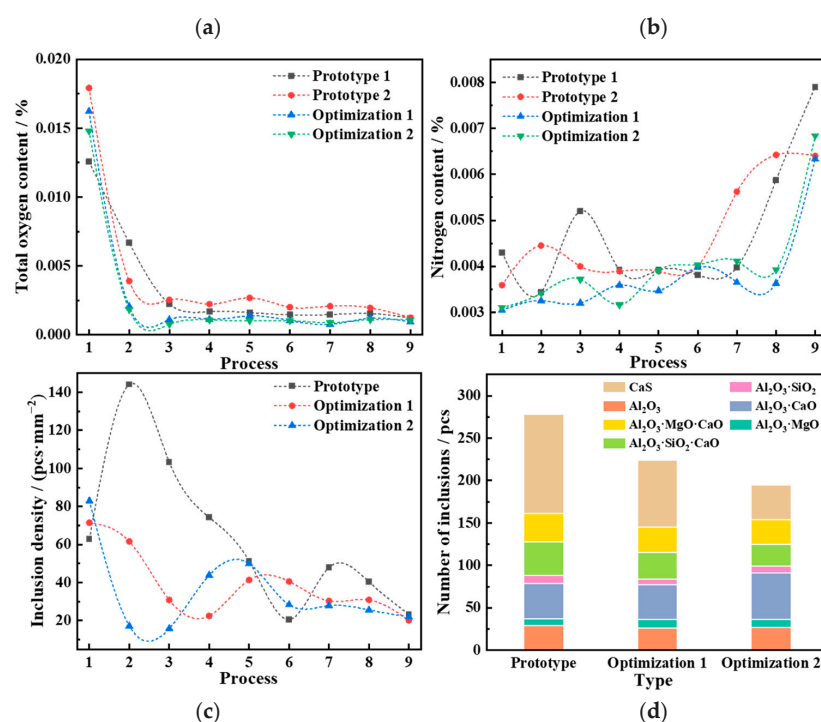 (a)
(b)
0.020
0.015
0.010
0.005
0.000
Total oxygen content / %
Prototype 1
Prototype 2
Optimization 1
Optimization 2
1 2 3 4 5 6 7 8 9
Process
0.008
0.007
0.006
0.005
0.004
0.003
Nitrogen content / %
Prototype 1
Prototype 2
Optimization 1
Optimization 2
1 2 3 4 5 6 7 8 9
Process
140
120
100
80
60
40
20
Inclusion density / (pcs·mm⁻²)
Prototype
Optimization 1
Optimization 2
1 2 3 4 5 6 7 8 9
Process
300
250
200
150
100
50
0
Number of inclusions / pcs
CaS
Al₂O₃
Al₂O₃·MgO·CaO
Al₂O₃·SiO₂·CaO
Al₂O₃·SiO₂
Al₂O₃·CaO
Al₂O₃·MgO
Prototype Optimization 1 Optimization 2
Type
(c)
(d)